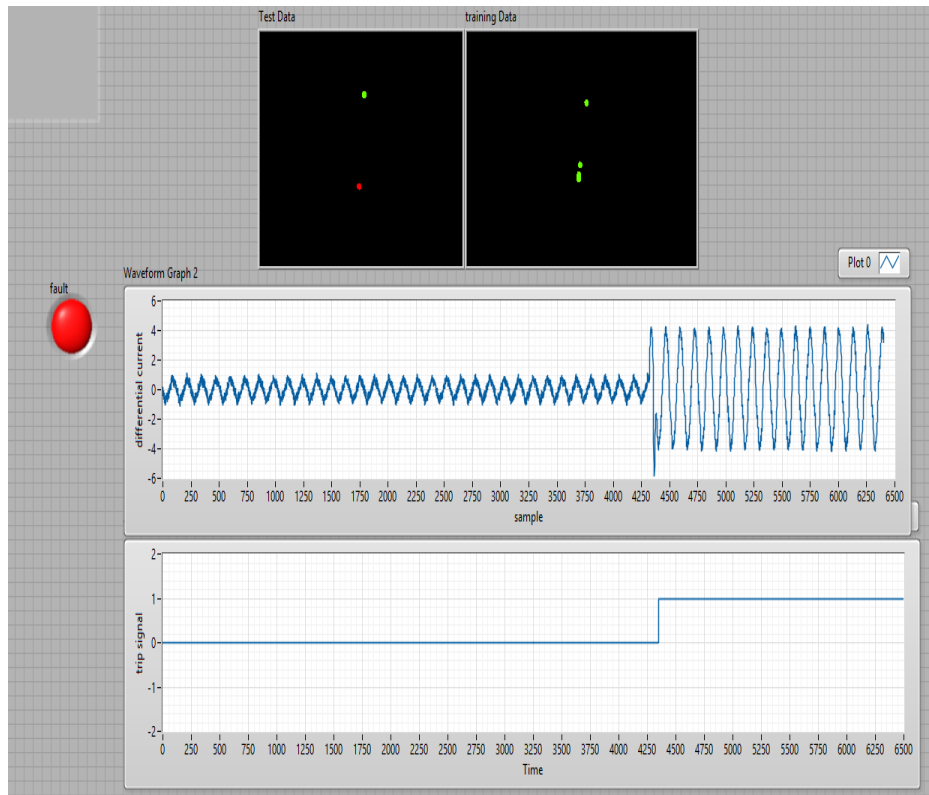 Test Data
training Data
Waveform Graph 2
Plot 0
fault
differential current
6
4
2
0
-2
-4
-6
0 250 500 750 1000 1250 1500 1750 2000 2250 2500 2750 3000 3250 3500 3750 4000 4250 4500 4750 5000 5250 5500 5750 6000 6250 6500
sample
trip signal
2
1
0
-1
-2
0 250 500 750 1000 1250 1500 1750 2000 2250 2500 2750 3000 3250 3500 3750 4000 4250 4500 4750 5000 5250 5500 5750 6000 6250 6500
Time